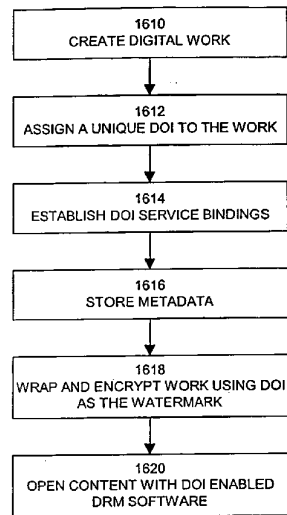 1610
CREATE DIGITAL WORK
1612
ASSIGN A UNIQUE DOI TO THE WORK
1614
ESTABLISH DOI SERVICE BINDINGS
1616
STORE METADATA
1618
WRAP AND ENCRYPT WORK USING DOI
AS THE WATERMARK
1620
OPEN CONTENT WITH DOI ENABLED
DRM SOFTWARE